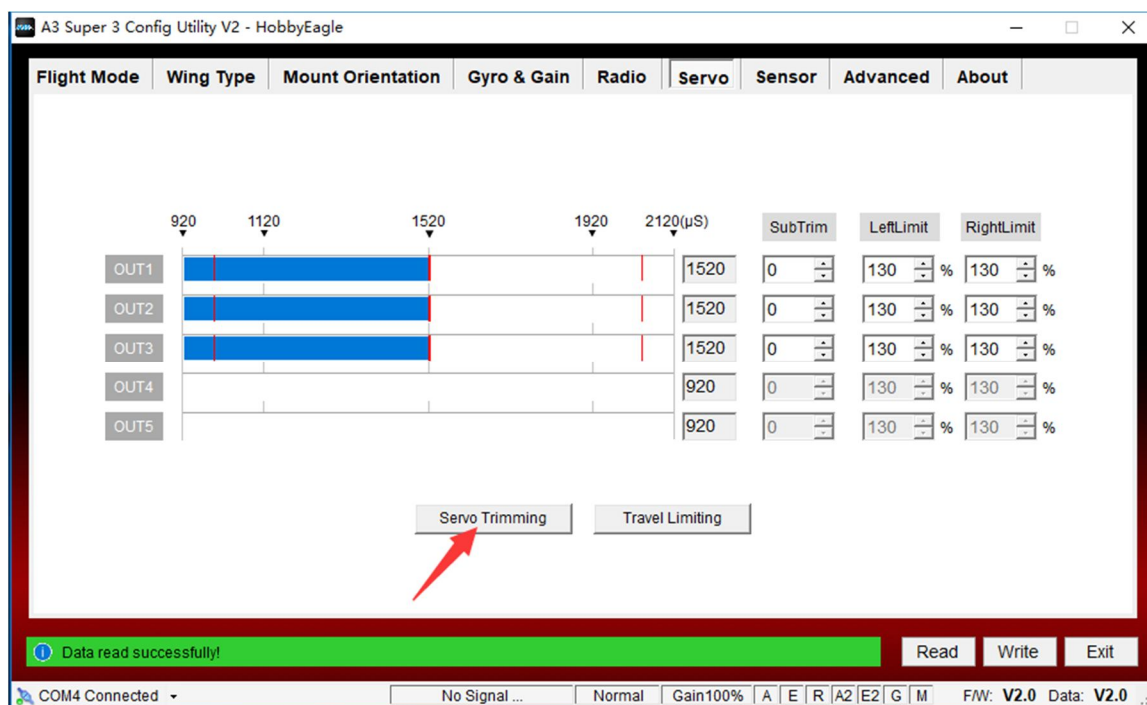 A3 Super 3 Config Utility V2 - HobbyEagle
Flight Mode Wing Type Mount Orientation Gyro & Gain Radio Servo Sensor Advanced About
920 1120 1520 1920 2120(µS) SubTrim LeftLimit RightLimit
OUT1 1520 0 130 % 130 %
OUT2 1520 0 130 % 130 %
OUT3 1520 0 130 % 130 %
OUT4 920 0 130 % 130 %
OUT5 920 0 130 % 130 %
Servo Trimming Travel Limiting
Data read successfully! Read Write Exit
COM4 Connected No Signal ... Normal Gain100% A E R A2 E2 G M F/W: V2.0 Data: V2.0